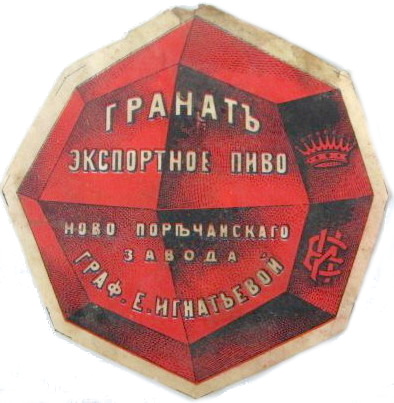 ГРАНАТЪ
ЭКСПОРТНОЕ ПИВО
НОВО ПОРѢЧАНСКАГО
ЗАВОДА
ГРАФ. Е. ИГНАТЬЕВОЙ